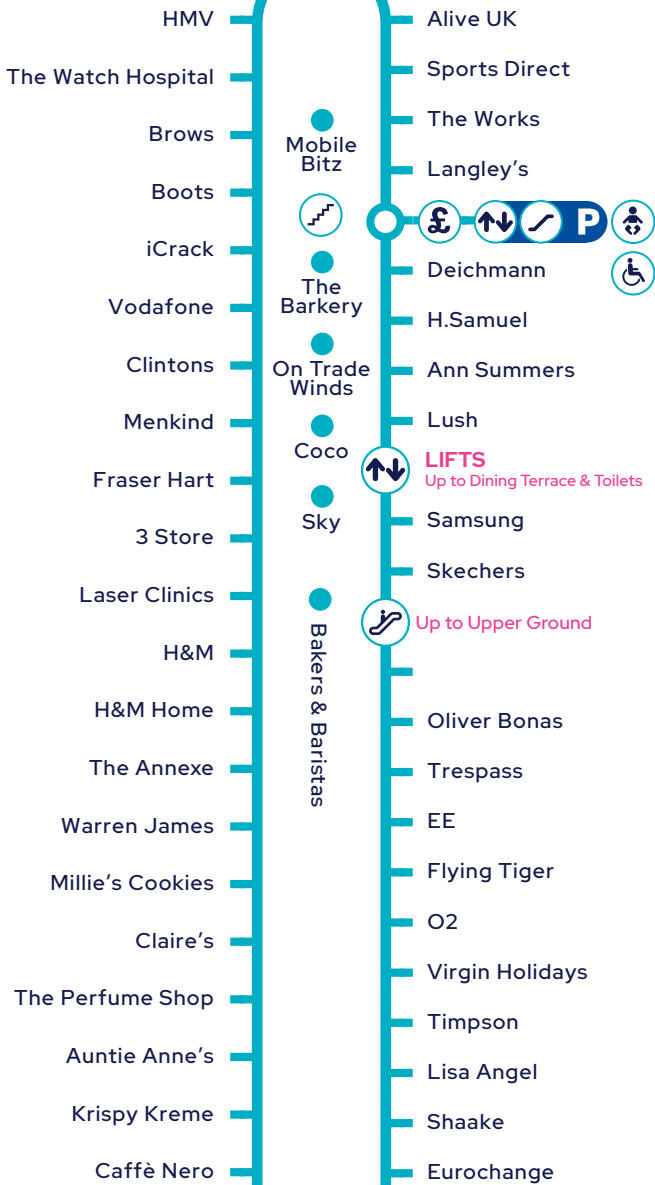 HMV
The Watch Hospital
Brows
Boots
iCrack
Vodafone
Clintons
Menkind
Fraser Hart
3 Store
Laser Clinics
H&M
H&M Home
The Annexe
Warren James
Millie's Cookies
Claire's
The Perfume Shop
Auntie Anne's
Krispy Kreme
Caffè Nero
Mobile
Bitz
The
Barkery
On Trade
Winds
Coco
Sky
Bakers & Baristas
Alive UK
Sports Direct
The Works
Langley's
£
P
Deichmann
H.Samuel
Ann Summers
Lush
LIFTS
Up to Dining Terrace & Toilets
Samsung
Skechers
Up to Upper Ground
Oliver Bonas
Trespass
EE
Flying Tiger
O2
Virgin Holidays
Timpson
Lisa Angel
Shaake
Eurochange